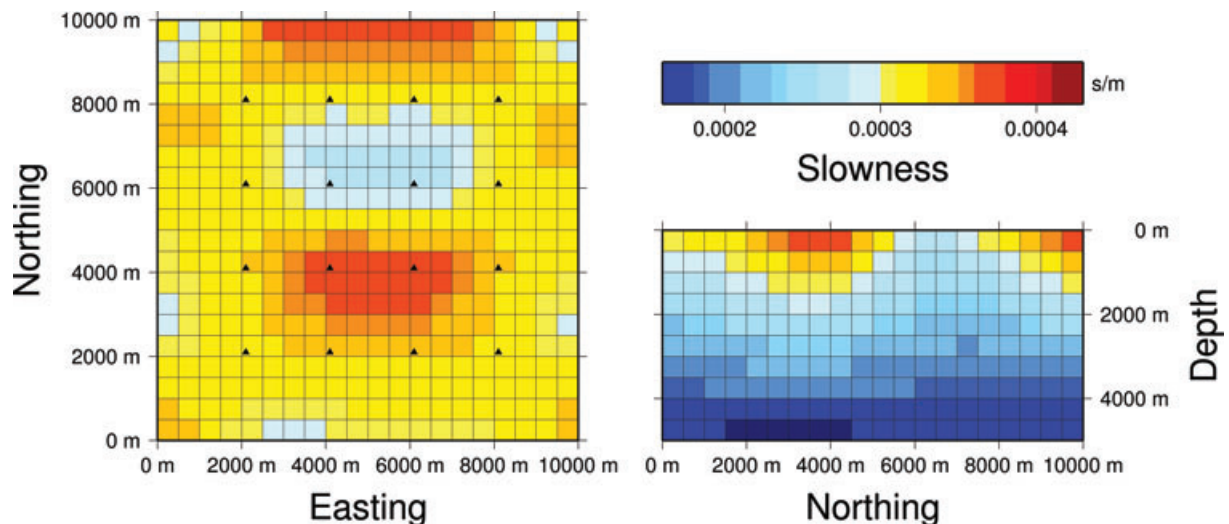 10000 m
8000 m
6000 m
4000 m
2000 m
0 m
Northing
0 m 2000 m 4000 m 6000 m 8000 m 10000 m
Easting
s/m
0.0002 0.0003 0.0004
Slowness
0 m
2000 m
4000 m
Depth
0 m 2000 m 4000 m 6000 m 8000 m 10000 m
Northing